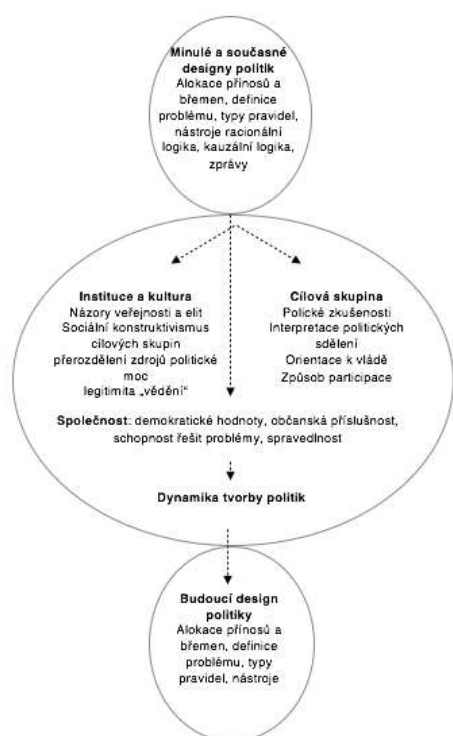 Minulé a současné
designy politik
Alokace přínosů a
břemen, definice
problému, typy pravidel,
nástroje racionální
logika, kauzální logika,
zprávy
Instituce a kultura
Názory veřejnosti a elit
Sociální konstruktivismus
cílových skupin
přerozdělení zdrojů politické
moc
legitimita „vědění“
Cílová skupina
Polické zkušenosti
Interpretace politických
sdělení
Orientace k vládě
Způsob participace
Společnost: demokratické hodnoty, občanská příslušnost,
schopnost řešit problémy, spravedlnost
Dynamika tvorby politik
Budoucí design
politiky
Alokace přínosů a
břemen, definice
problému, typy
pravidel, nástroje